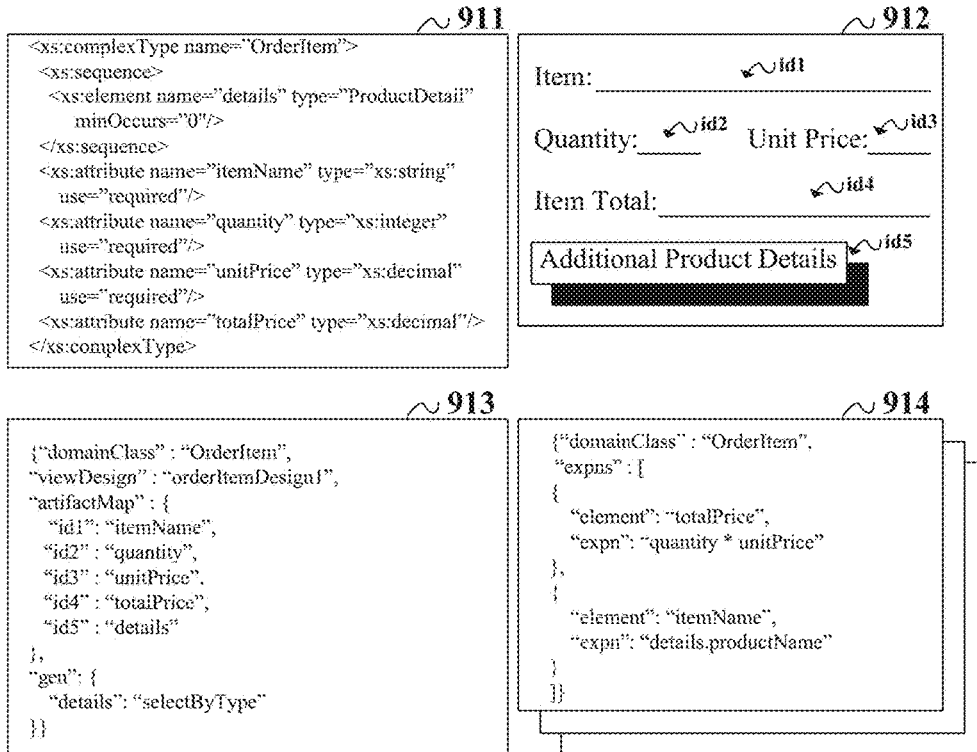 911
<xs:complexType name=”OrderItem”>
<xs:sequence>
<xs:element name=”details” type=”ProductDetail”
minOccurs=”0”/>
</xs:sequence>
<xs:attribute name=”itemName” type=”xs:string”
use=”required”/>
<xs:attribute name=”quantity” type=”xs:integer”
use=”required”/>
<xs:attribute name=”unitPrice” type=”xs:decimal”
use=”required”/>
<xs:attribute name=”totalPrice” type=”xs:decimal”/>
</xs:complexType>
912
Item: id1
Quantity: id2 Unit Price: id3
Item Total: id4
Additional Product Details id5
913
{“domainClass” : “OrderItem”,
“viewDesign” : “orderItemDesign1”,
“artifactMap” : {
“id1”: “itemName”,
“id2” : “quantity”,
“id3” : “unitPrice”,
“id4” : “totalPrice”,
“id5” : “details”
},
“gen”: {
“details”: “selectByType”
}}
914
{“domainClass” : “OrderItem”,
“expns” : [
{
“element”: “totalPrice”,
“expn”: “quantity * unitPrice”
},
{
“element”: “itemName”,
“expn”: “details.productName”
}
]}